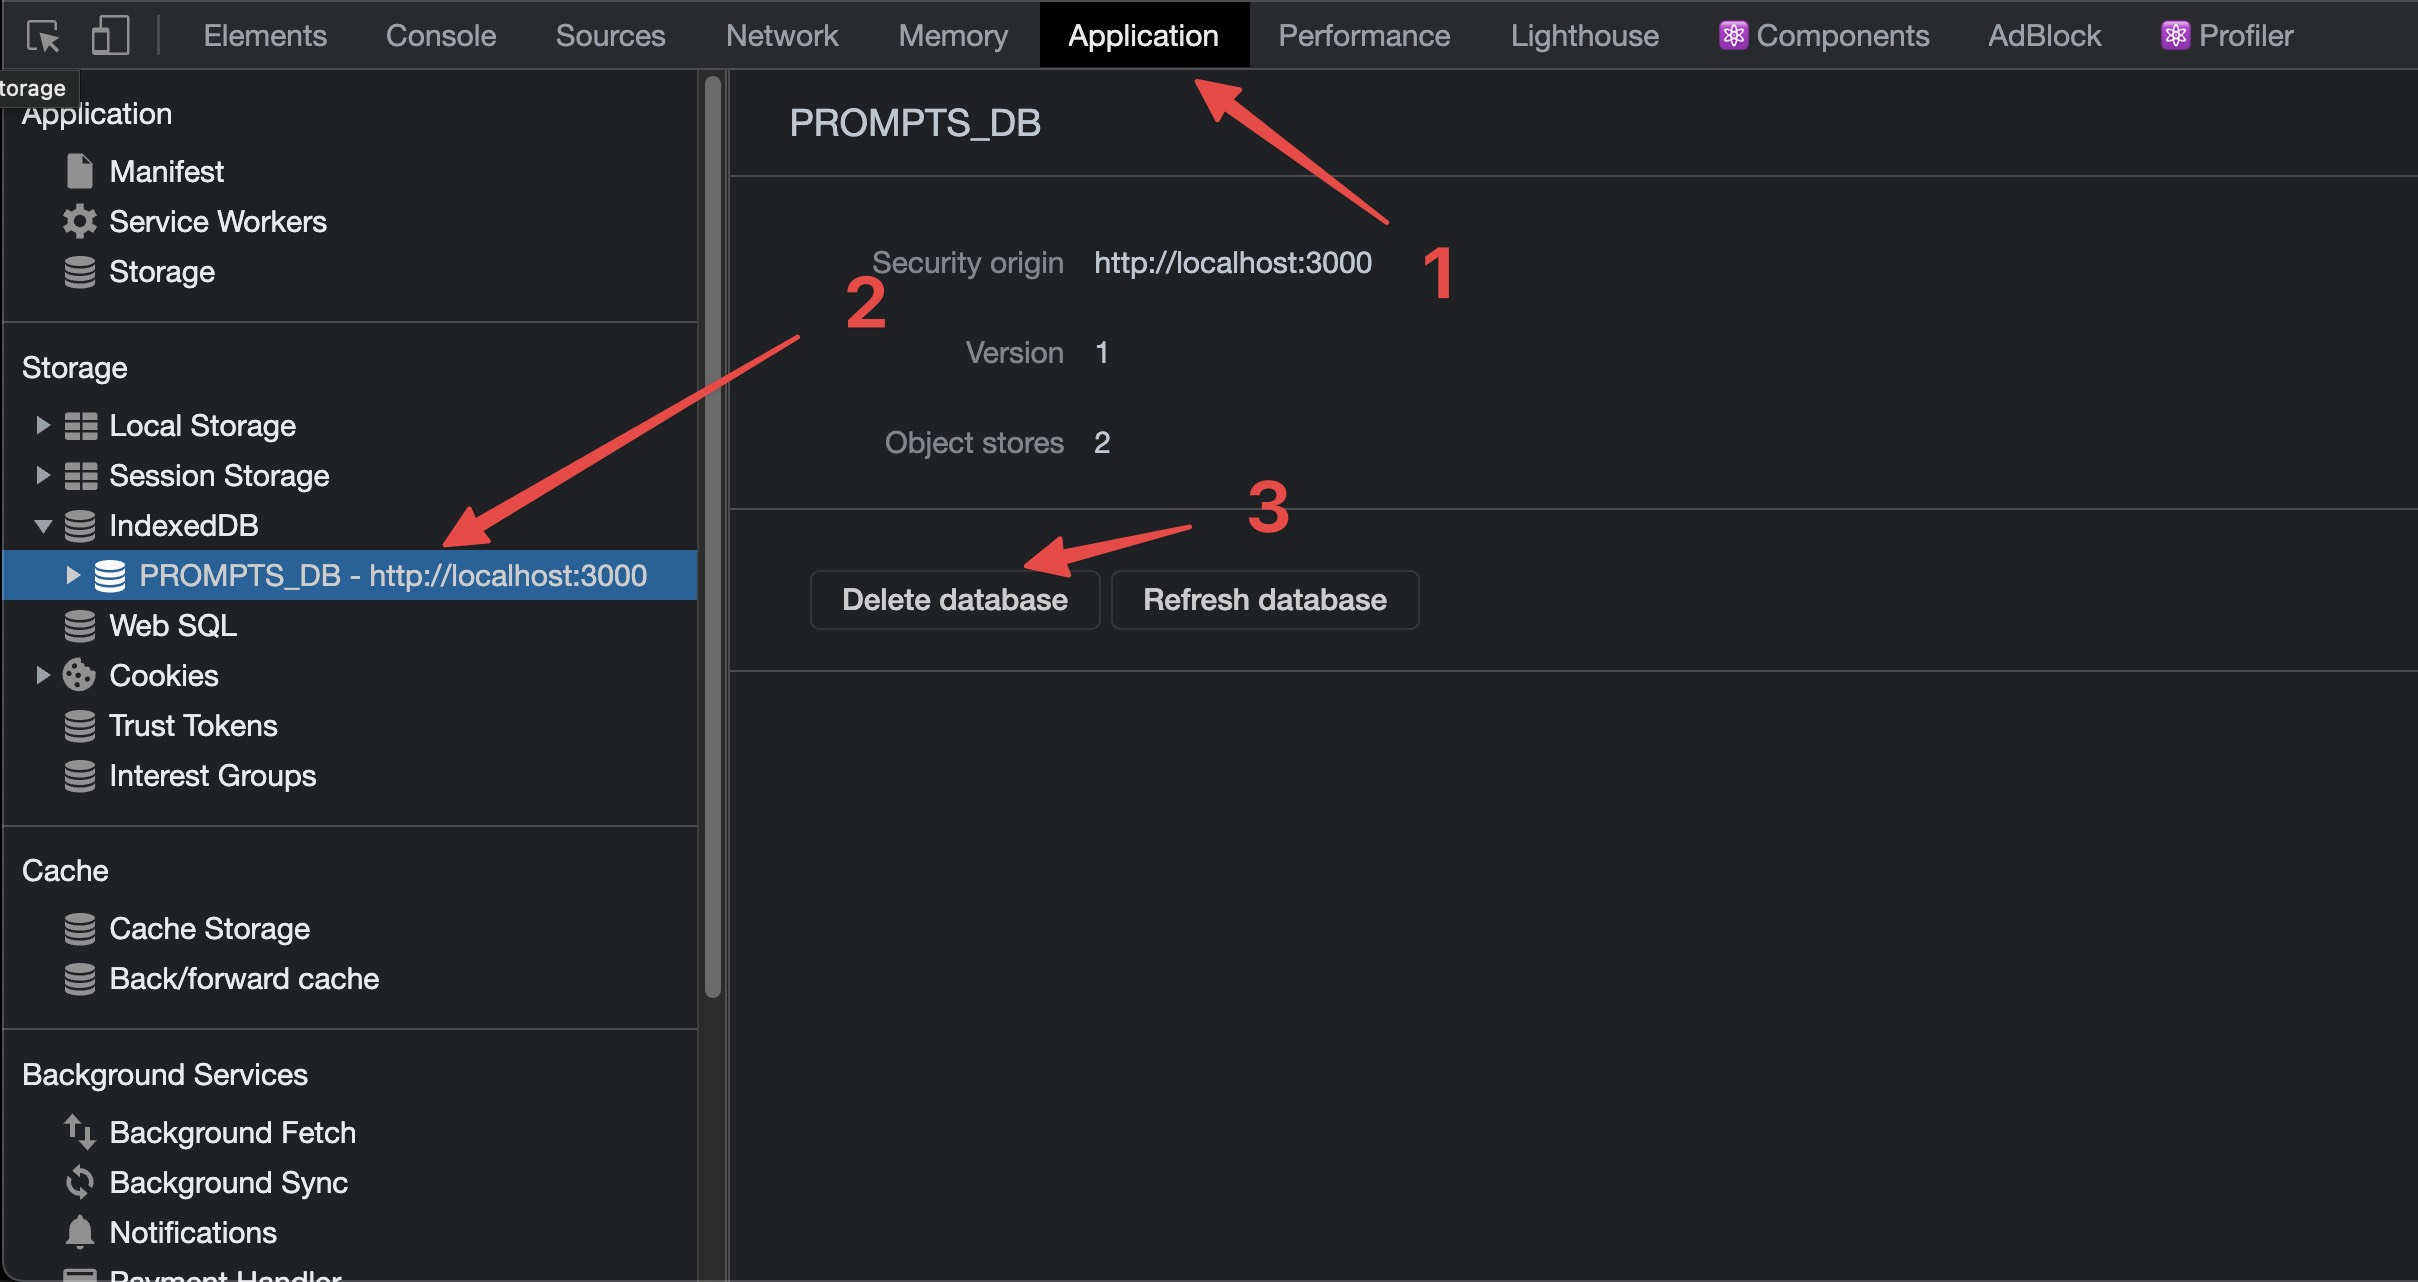 Elements Console Sources Network Memory Application Performance Lighthouse Components AdBlock Profiler
torage
Application
Manifest
Service Workers
Storage
Storage
Local Storage
Session Storage
IndexedDB
PROMPTS_DB - http://localhost:3000
Web SQL
Cookies
Trust Tokens
Interest Groups
Cache
Cache Storage
Back/forward cache
Background Services
Background Fetch
Background Sync
Notifications
Payment Handler
PROMPTS_DB
Security origin http://localhost:3000
Version 1
Object stores 2
Delete database Refresh database
1
2
3